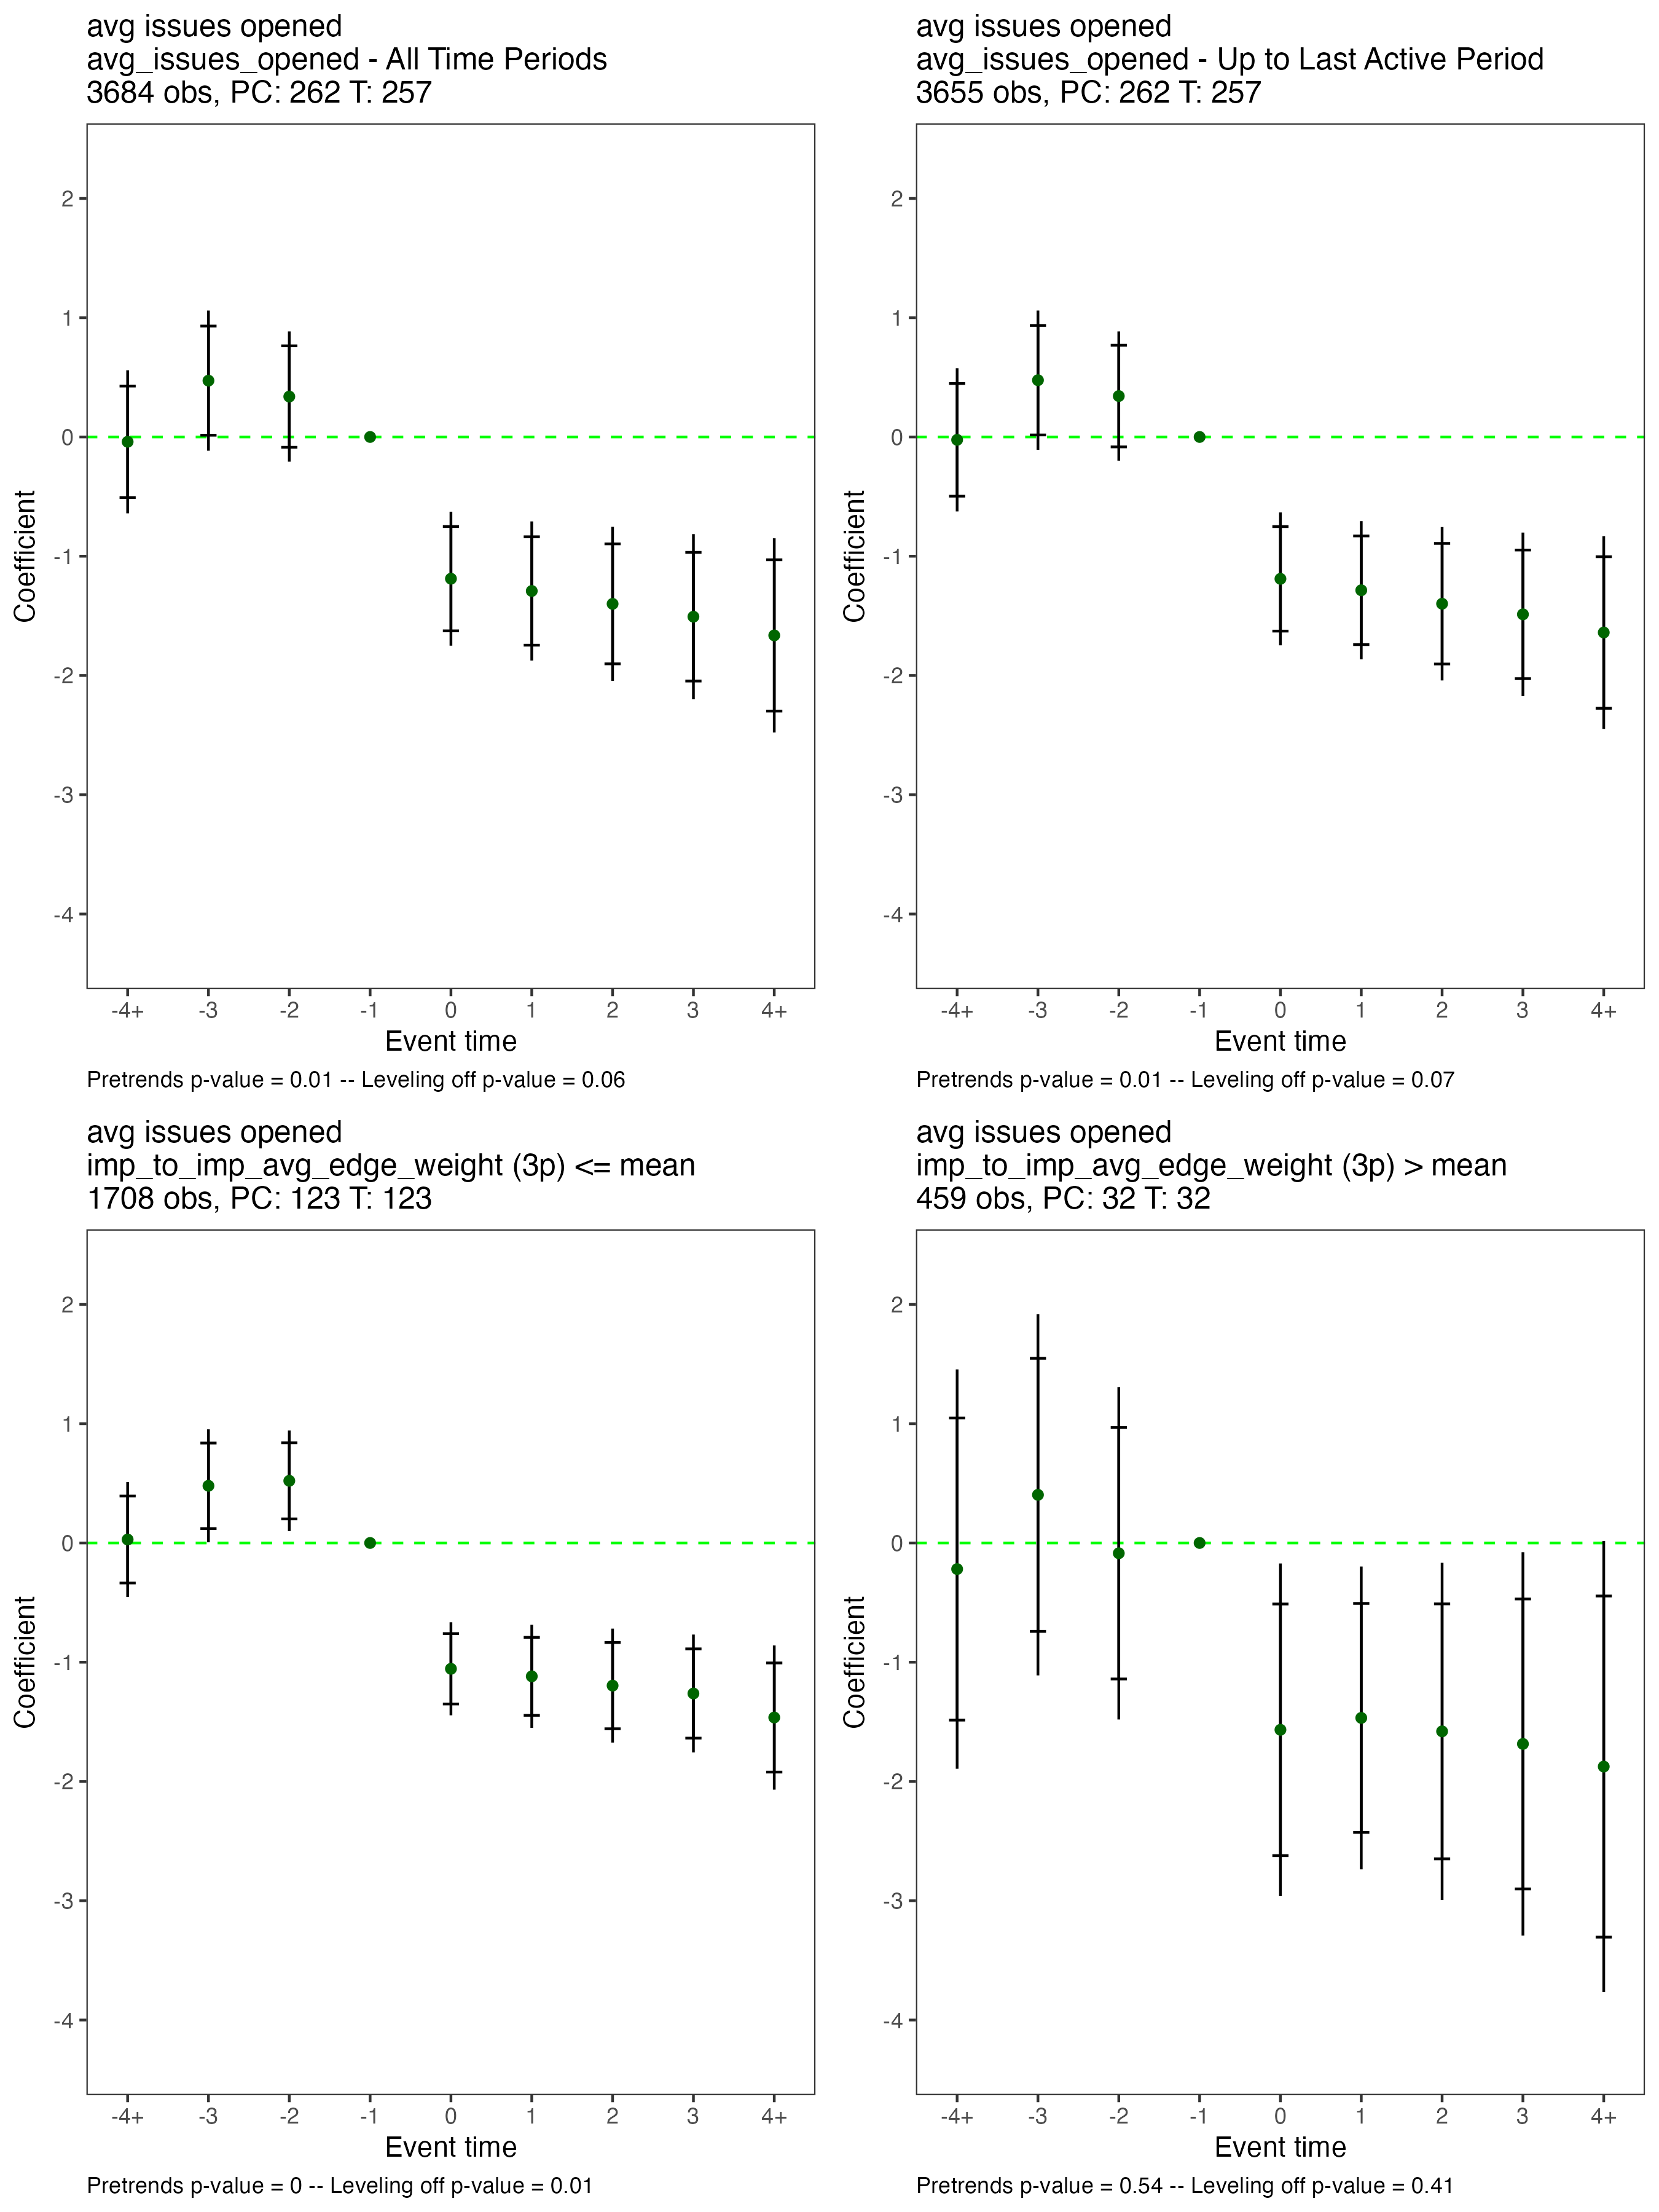 avg issues opened
avg_issues_opened - All Time Periods
3684 obs, PC: 262 T: 257
2
1
0
-1
-2
-3
-4
Coefficient
-4+ -3 -2 -1 0 1 2 3 4+
Event time
Pretrends p-value = 0.01 -- Leveling off p-value = 0.06
avg issues opened
avg_issues_opened - Up to Last Active Period
3655 obs, PC: 262 T: 257
2
1
0
-1
-2
-3
-4
Coefficient
-4+ -3 -2 -1 0 1 2 3 4+
Event time
Pretrends p-value = 0.01 -- Leveling off p-value = 0.07
avg issues opened
imp_to_imp_avg_edge_weight (3p) <= mean
1708 obs, PC: 123 T: 123
2
1
0
-1
-2
-3
-4
Coefficient
-4+ -3 -2 -1 0 1 2 3 4+
Event time
Pretrends p-value = 0 -- Leveling off p-value = 0.01
avg issues opened
imp_to_imp_avg_edge_weight (3p) > mean
459 obs, PC: 32 T: 32
2
1
0
-1
-2
-3
-4
Coefficient
-4+ -3 -2 -1 0 1 2 3 4+
Event time
Pretrends p-value = 0.54 -- Leveling off p-value = 0.41